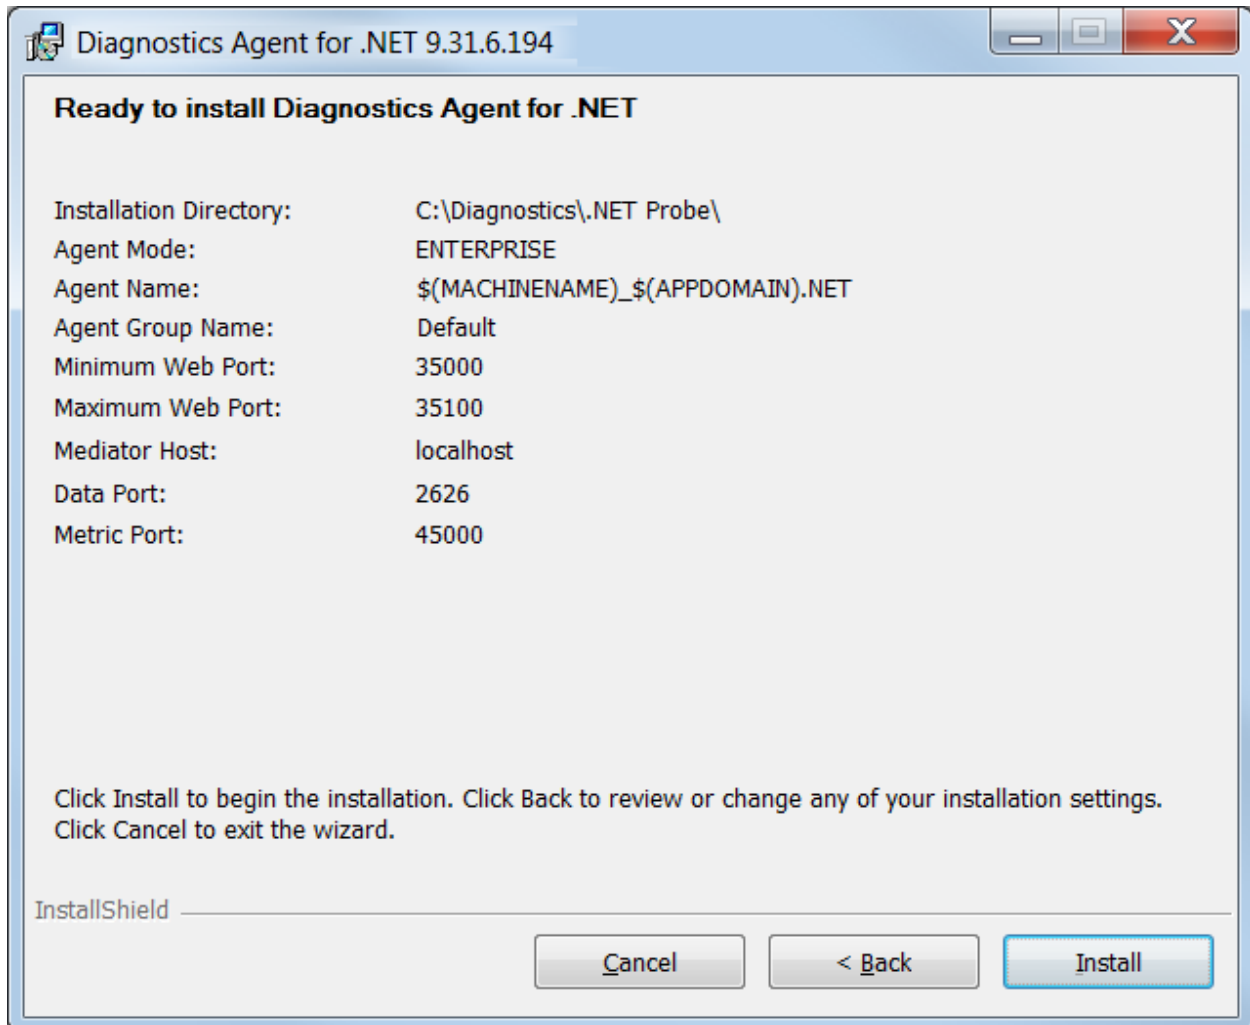 Diagnostics Agent for .NET 9.31.6.194
Ready to install Diagnostics Agent for .NET
Installation Directory: C:\Diagnostics\.NET Probe\
Agent Mode: ENTERPRISE
Agent Name: $(MACHINENAME)_$(APPDOMAIN).NET
Agent Group Name: Default
Minimum Web Port: 35000
Maximum Web Port: 35100
Mediator Host: localhost
Data Port: 2626
Metric Port: 45000
Click Install to begin the installation. Click Back to review or change any of your installation settings.
Click Cancel to exit the wizard.
InstallShield
Cancel < Back Install